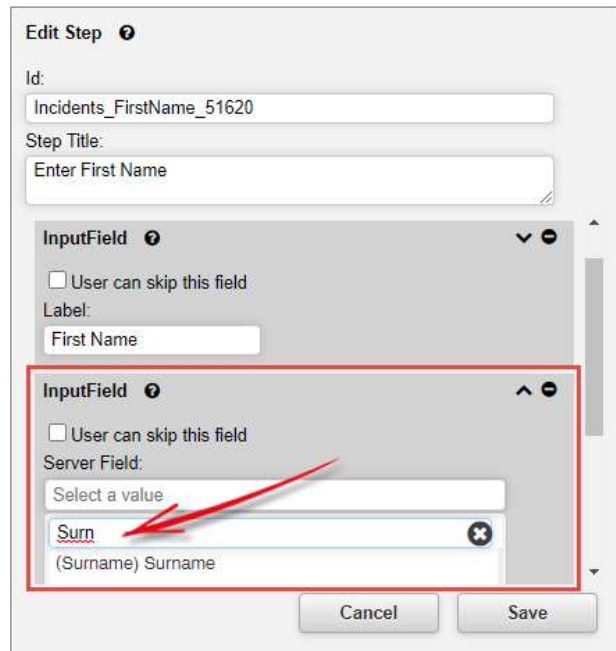 Edit Step
Id:
Incidents_FirstName_51620
Step Title:
Enter First Name
InputField
User can skip this field
Label:
First Name
InputField
User can skip this field
Server Field:
Select a value
Surn
(Surname) Surname
Cancel Save